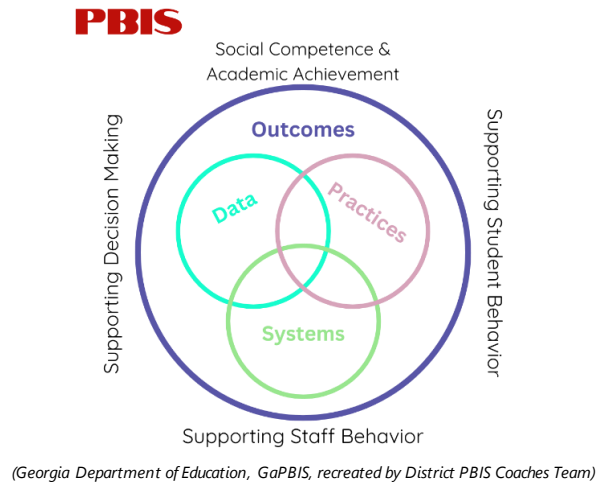 PBIS
Social Competence &
Academic Achievement
Outcomes
Data
Practices
Systems
Supporting Decision Making
Supporting Student Behavior
Supporting Staff Behavior
(Georgia Department of Education, GaPBIS, recreated by District PBIS Coaches Team)